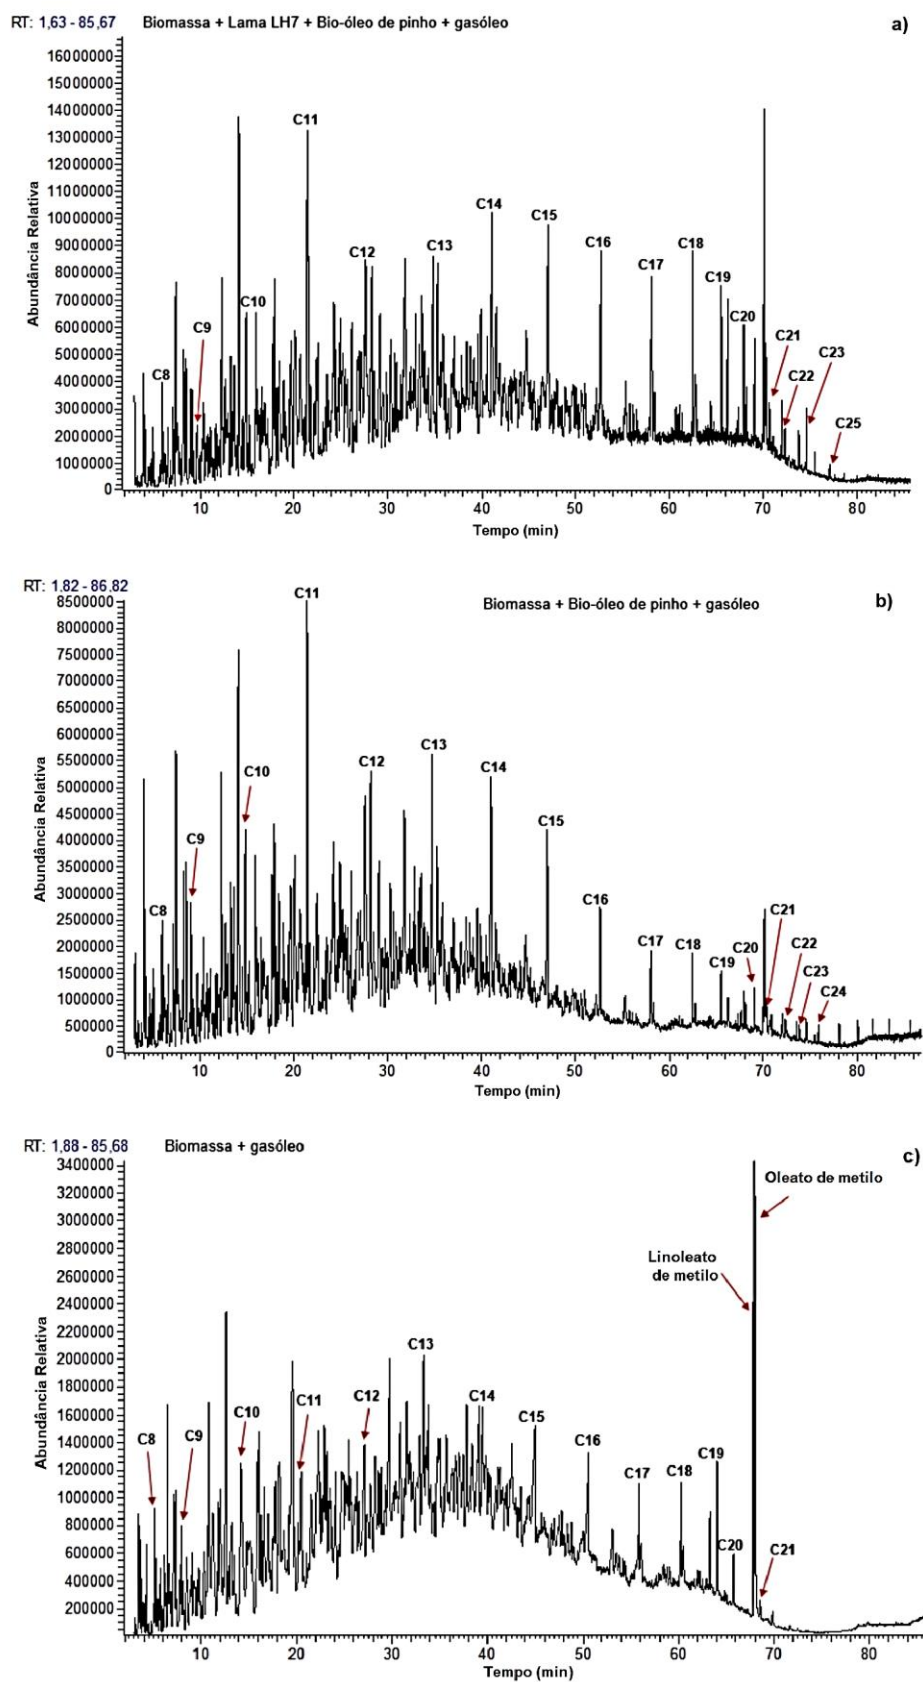 RT: 1,63 - 85,67 Biomassa + Lama LH7 + Bio-óleo de pinho + gasóleo a)
Abundância Relativa
16000000
15000000
14000000
13000000
12000000
11000000
10000000
9000000
8000000
7000000
6000000
5000000
4000000
3000000
2000000
1000000
0
C8
C9
C10
C11
C12
C13
C14
C15
C16
C17
C18
C19
C20
C21
C22
C23
C25
10 20 30 40 50 60 70 80
Tempo (min)
RT: 1,82 - 86,82
Biomassa + Bio-óleo de pinho + gasóleo b)
Abundância Relativa
8500000
8000000
7500000
7000000
6500000
6000000
5500000
5000000
4500000
4000000
3500000
3000000
2500000
2000000
1500000
1000000
500000
0
C8
C9
C10
C11
C12
C13
C14
C15
C16
C17
C18
C19
C20
C21
C22
C23
C24
10 20 30 40 50 60 70 80
Tempo (min)
RT: 1,88 - 85,68 Biomassa + gasóleo c)
Abundância Relativa
3400000
3200000
3000000
2800000
2600000
2400000
2200000
2000000
1800000
1600000
1400000
1200000
1000000
800000
600000
400000
200000
C8
C9
C10
C11
C12
C13
C14
C15
C16
C17
C18
C19
C20
C21
Oleato de metilo
Linoleato
de metilo
10 20 30 40 50 60 70 80
Tempo (min)